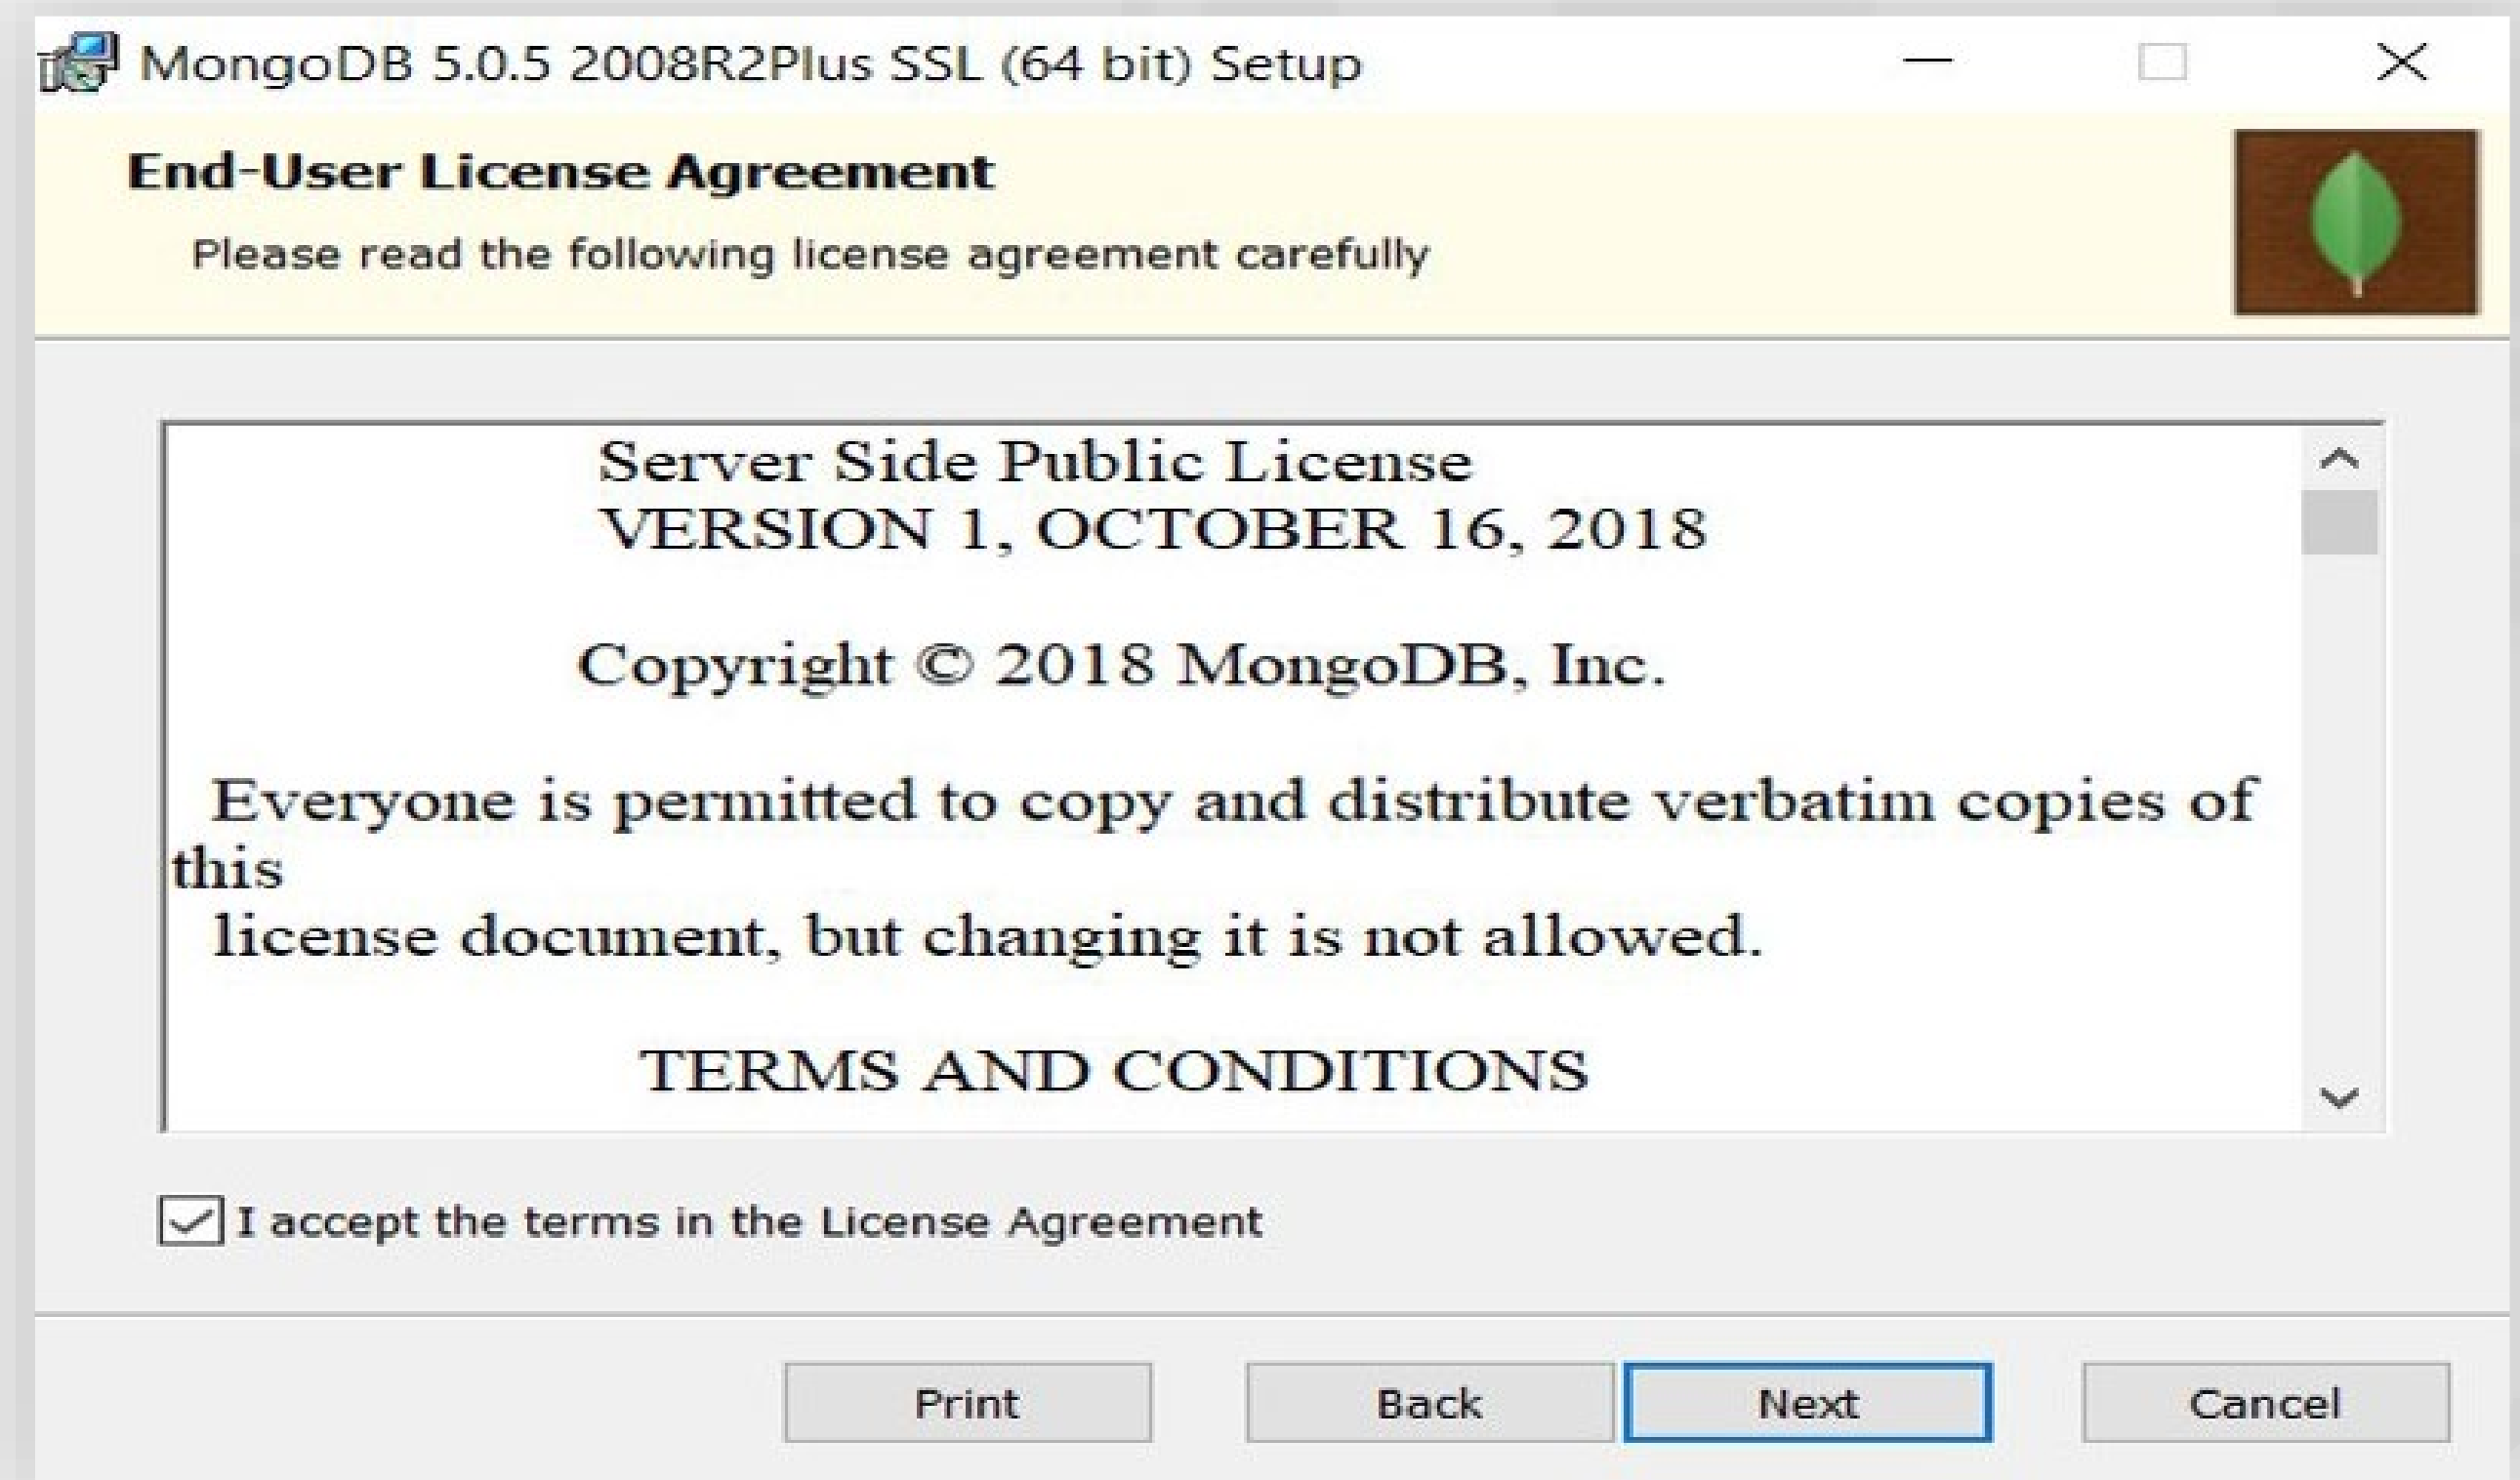 MongoDB 5.0.5 2008R2Plus SSL (64 bit) Setup
End-User License Agreement
Please read the following license agreement carefully
Server Side Public License
VERSION 1, OCTOBER 16, 2018
Copyright © 2018 MongoDB, Inc.
Everyone is permitted to copy and distribute verbatim copies of
this
license document, but changing it is not allowed.
TERMS AND CONDITIONS
I accept the terms in the License Agreement
Print Back Next Cancel